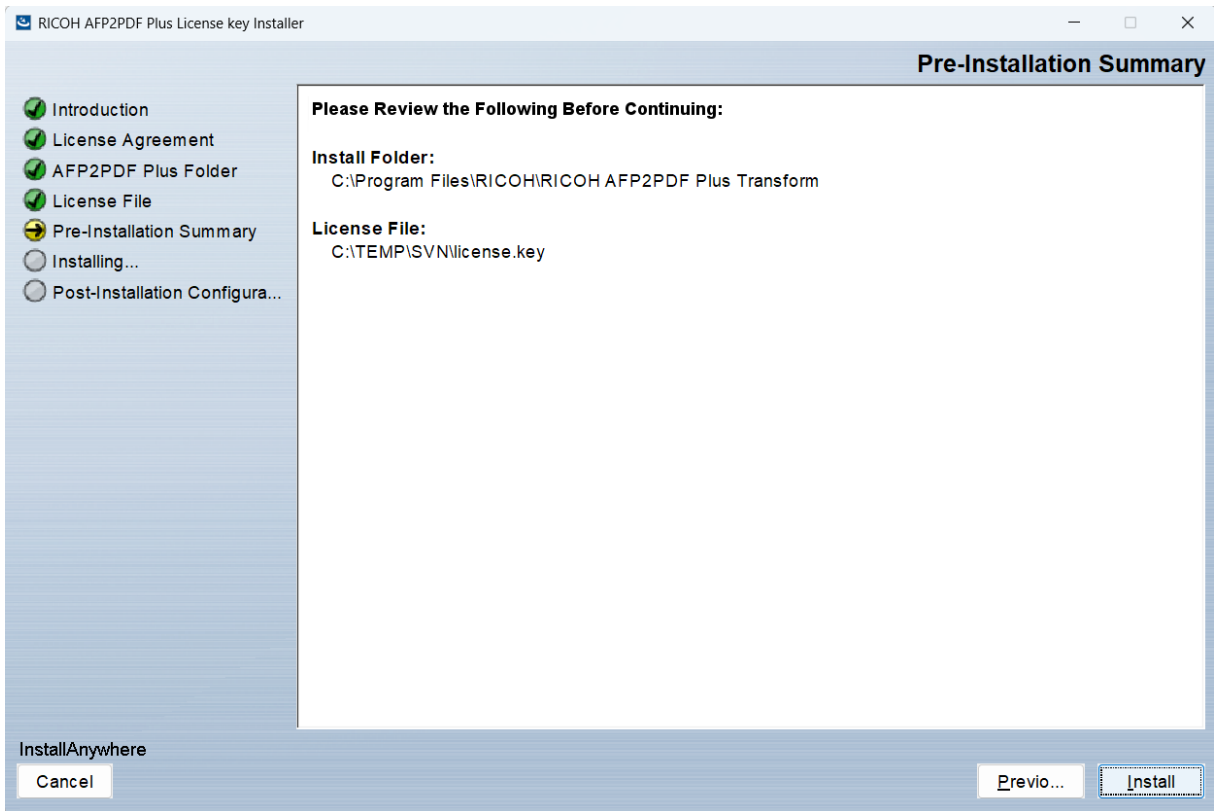 RICOH AFP2PDF Plus License key Installer
Pre-Installation Summary
Introduction
License Agreement
AFP2PDF Plus Folder
License File
Pre-Installation Summary
Installing...
Post-Installation Configura...
Please Review the Following Before Continuing:
Install Folder:
C:\Program Files\RICOH\RICOH AFP2PDF Plus Transform
License File:
C:\TEMP\SVN\license.key
InstallAnywhere
Cancel
Previo...
Install